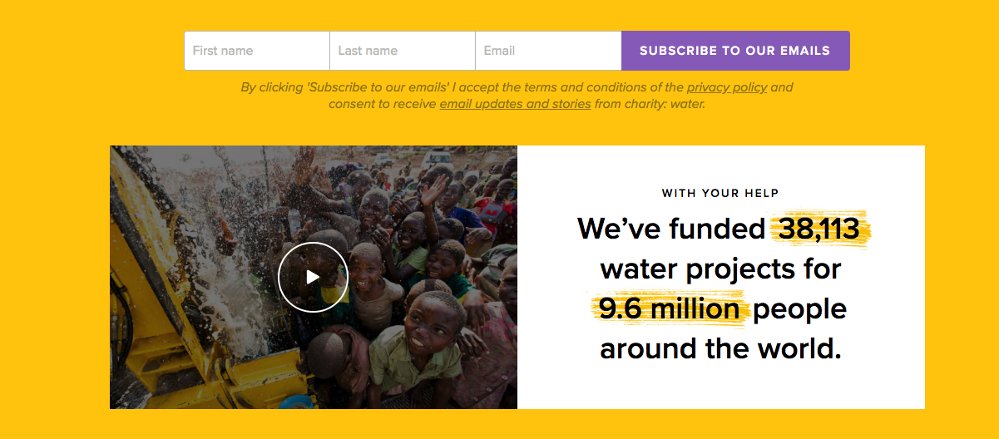 First name Last name Email SUBSCRIBE TO OUR EMAILS
By clicking 'Subscribe to our emails' I accept the terms and conditions of the privacy policy and
consent to receive email updates and stories from charity: water.
WITH YOUR HELP
We’ve funded 38,113
water projects for
9.6 million people
around the world.